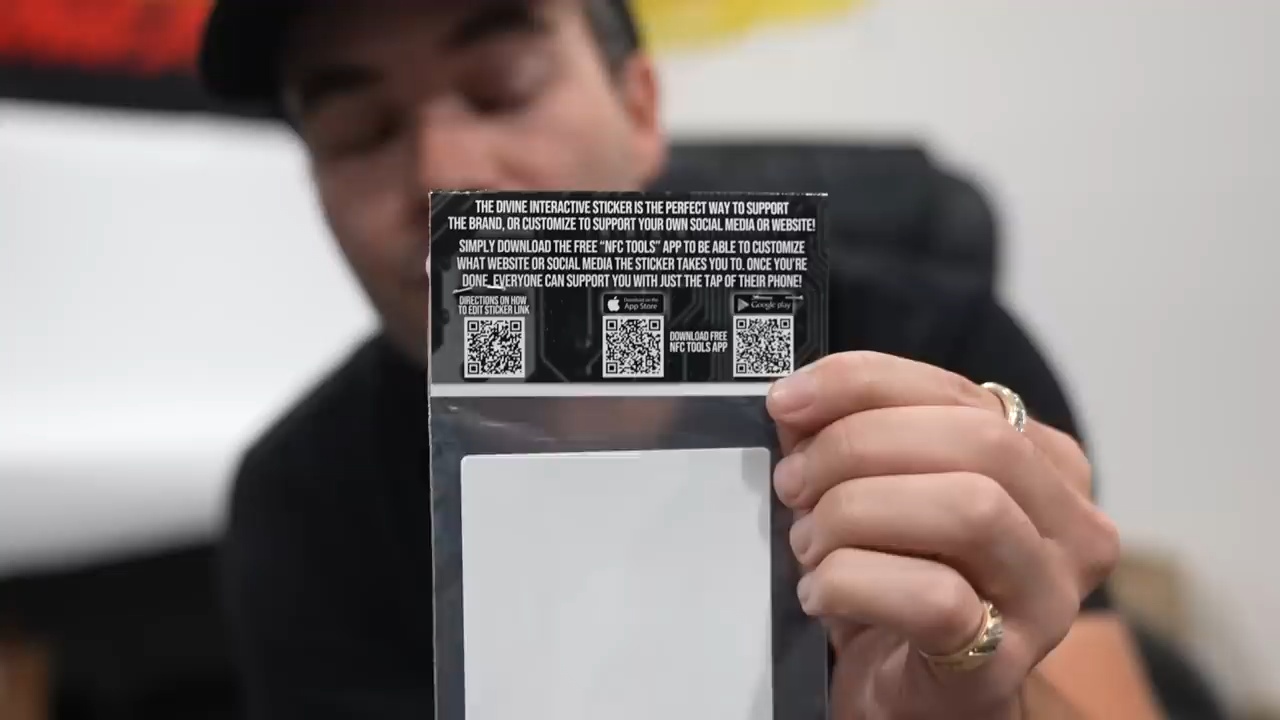 THE DIVINE INTERACTIVE STICKER IS THE PERFECT WAY TO SUPPORT
THE BRAND, OR CUSTOMIZE TO SUPPORT YOUR OWN SOCIAL MEDIA OR WEBSITE!
SIMPLY DOWNLOAD THE FREE “NFC TOOLS” APP TO BE ABLE TO CUSTOMIZE
WHAT WEBSITE OR SOCIAL MEDIA THE STICKER TAKES YOU TO. ONCE YOU'RE
DONE, EVERYONE CAN SUPPORT YOU WITH JUST THE TAP OF THEIR PHONE!
DIRECTIONS ON HOW
TO EDIT STICKER LINK
Download on the
App Store
DOWNLOAD FREE
NFC TOOLS APP
Google play